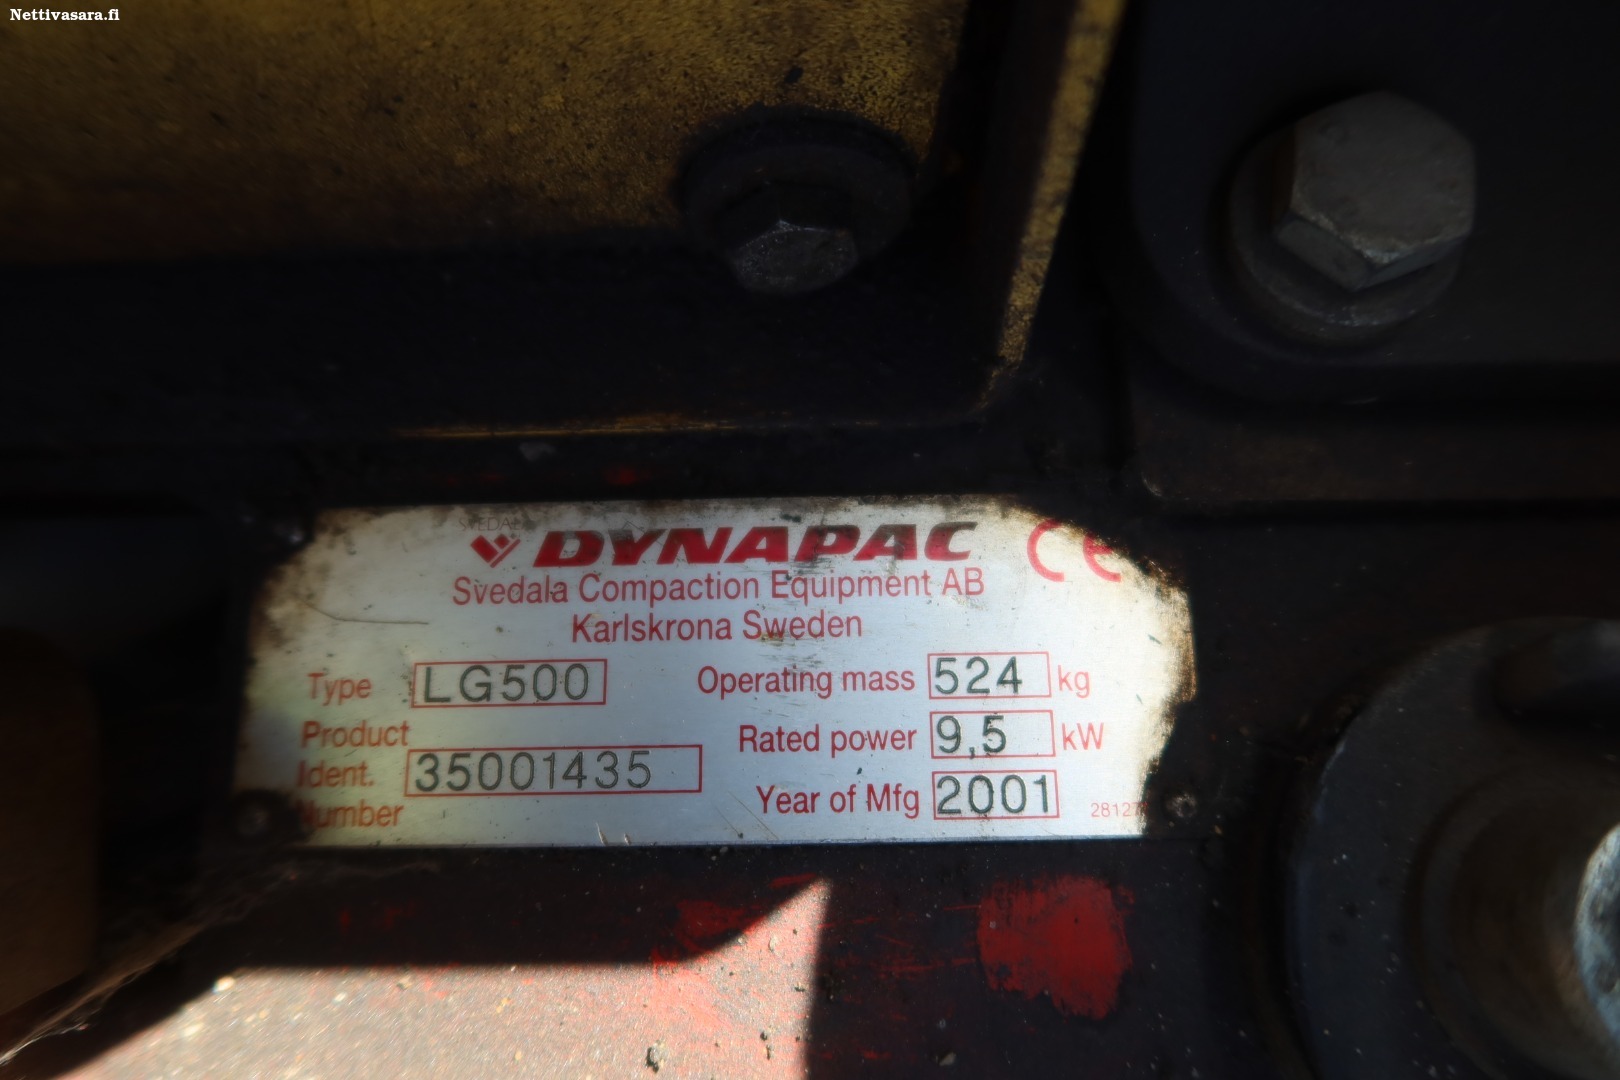 Nettivasara.fi
DYNAPAC CE
Svedala Compaction Equipment AB
Karlskrona Sweden
Type LG500 Operating mass 524 kg
Product
Ident. 35001435 Rated power 9,5 kW
Number Year of Mfg 2001